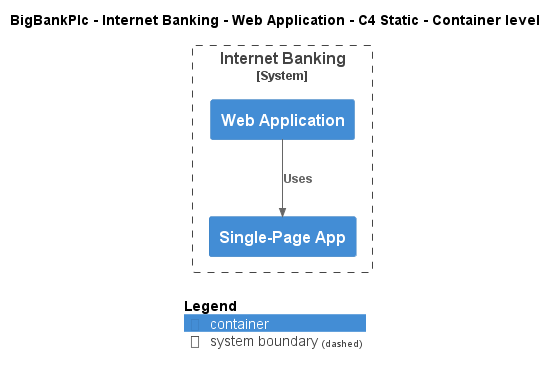 BigBankPlc - Internet Banking - Web Application - C4 Static - Container level
Internet Banking
[System]
Web Application
Uses
Single-Page App
Legend
container
system boundary (dashed)